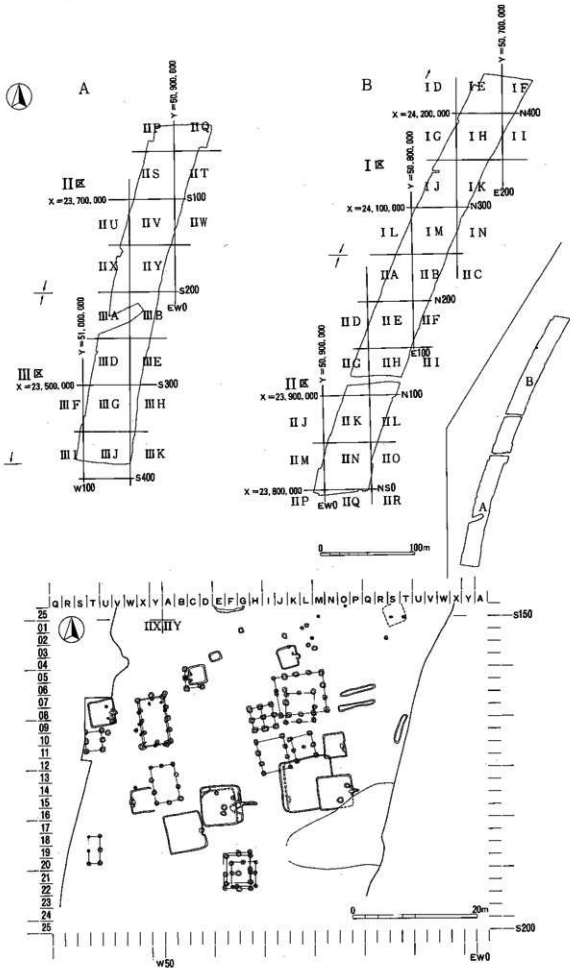 A
Y = 50,900,000
ⅡP ⅡQ
ⅡS ⅡT
Ⅱ区
X = 23,700,000 S100
ⅡU ⅡV ⅡW
ⅡX ⅡY
S200
EW0
ⅢA ⅢB
Y = 51,000,000
ⅢD ⅢE
Ⅲ区
X = 23,500,000 S300
ⅢF ⅢG ⅢH
ⅢI ⅢJ ⅢK
S400
W100
B
Y = 50,700,000
ⅠD ⅠE ⅠF
X = 24,200,000 N400
Y = 50,800,000
ⅠG ⅠH ⅠI
Ⅰ区
ⅠJ ⅠK
E200
X = 24,100,000 N300
ⅠL ⅠM ⅠN
ⅡA ⅡB ⅡC
N200
Y = 50,900,000
ⅡD ⅡE ⅡF
E100
ⅡG ⅡH ⅡI
Ⅱ区
X = 23,900,000 N100
ⅡJ ⅡK ⅡL
ⅡM ⅡN ⅡO
X = 23,800,000 NS0
ⅡP ⅡQ ⅡR
EW0
0 100m
B
A
Q R S T U V W X Y A B C D E F G H I J K L M N O P Q R S T U V W X Y A
25 S150
01
ⅡX ⅡY
02
03
04
05
06
07
08
09
10
11
12
13
14
15
16
17
18
19
20
21
22
23
0 20m
24
25
S200
W50 EW0